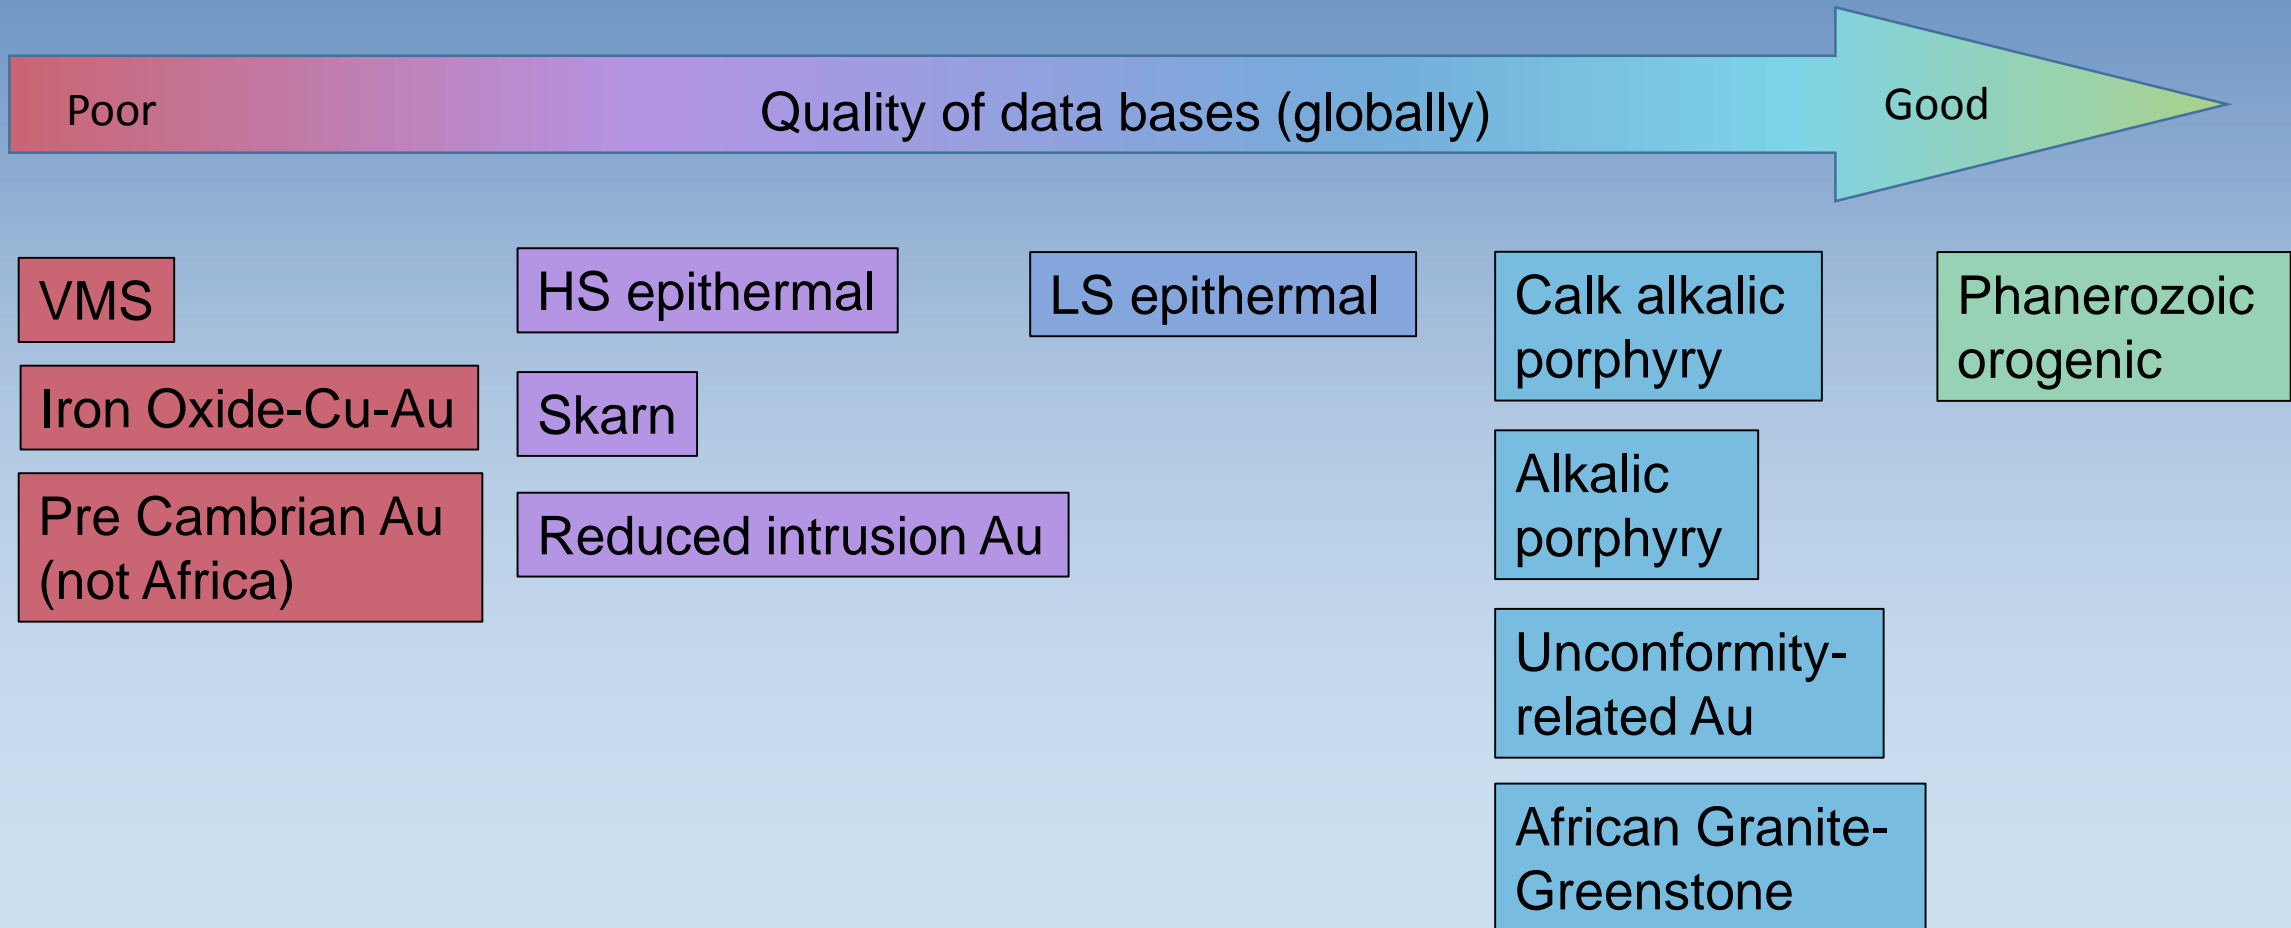 Poor
Quality of data bases (globally)
Good
VMS
Iron Oxide-Cu-Au
Pre Cambrian Au
(not Africa)
HS epithermal
Skarn
Reduced intrusion Au
LS epithermal
Calk alkalic
porphyry
Alkalic
porphyry
Unconformity-
related Au
African Granite-
Greenstone
Phanerozoic
orogenic